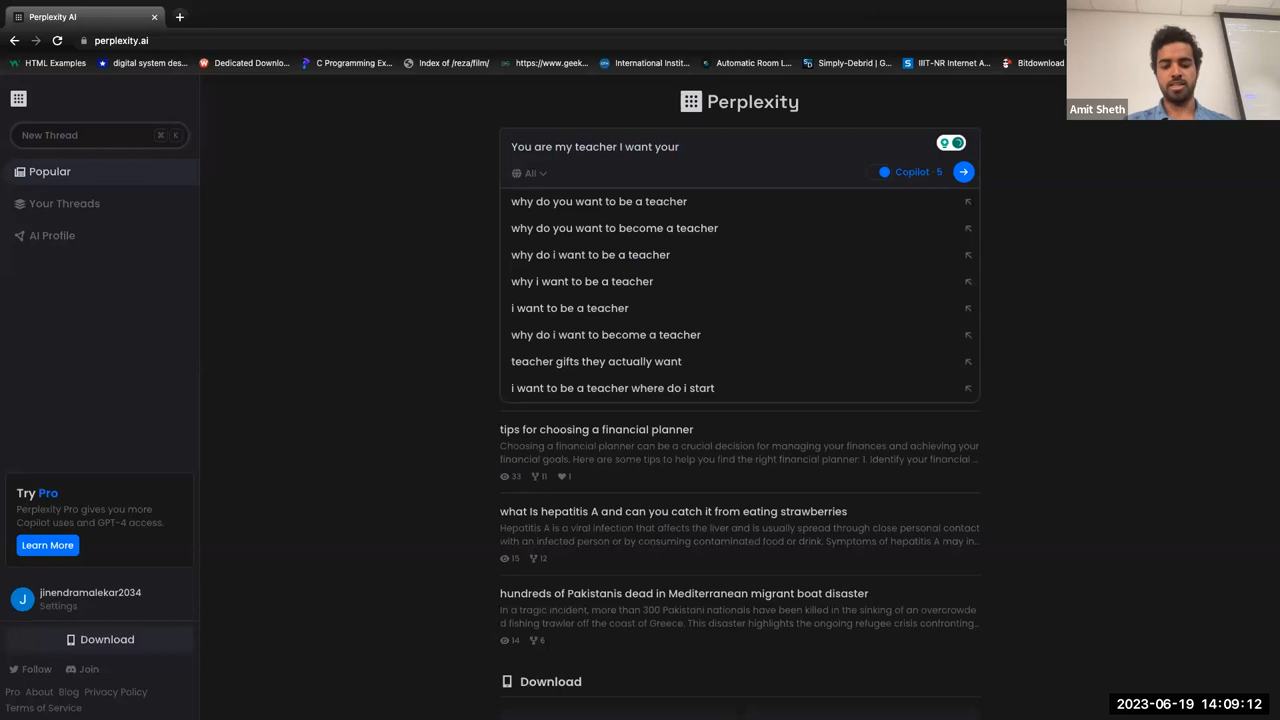 Perplexity AI
perplexity.ai
HTML Examples
digital system des...
Dedicated Downlo...
C Programming Ex...
Index of /reza/film/
https://www.geek...
International Instit...
Automatic Room L...
Simply-Debrid | G...
IIIT-NR Internet A...
Bitdownload
Amit Sheth
New Thread
⌘ K
Popular
Your Threads
AI Profile
Perplexity
You are my teacher I want your
All
Copilot · 5
why do you want to be a teacher
why do you want to become a teacher
why do i want to be a teacher
why i want to be a teacher
i want to be a teacher
why do i want to become a teacher
teacher gifts they actually want
i want to be a teacher where do i start
tips for choosing a financial planner
Choosing a financial planner can be a crucial decision for managing your finances and achieving your
financial goals. Here are some tips to help you find the right financial planner: 1. Identify your financial ...
33 11 1
what Is hepatitis A and can you catch it from eating strawberries
Hepatitis A is a viral infection that affects the liver and is usually spread through close personal contact
with an infected person or by consuming contaminated food or drink. Symptoms of hepatitis A may in...
15 12
hundreds of Pakistanis dead in Mediterranean migrant boat disaster
In a tragic incident, more than 300 Pakistani nationals have been killed in the sinking of an overcrowde
d fishing trawler off the coast of Greece. This disaster highlights the ongoing refugee crisis confronting...
14 6
Download
Try Pro
Perplexity Pro gives you more
Copilot uses and GPT-4 access.
Learn More
J
jinendramalekar2034
Settings
Download
Follow Join
Pro About Blog Privacy Policy
Terms of Service
2023-06-19 14:09:12